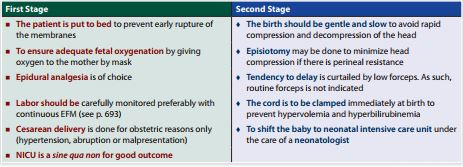 First Stage
■ The patient is put to bed to prevent early rupture of
the membranes
■ To ensure adequate fetal oxygenation by giving
oxygen to the mother by mask
■ Epidural analgesia is of choice
■ Labor should be carefully monitored preferably with
continuous EFM (see p. 693)
■ Cesarean delivery is done for obstetric reasons only
(hypertension, abruption or malpresentation)
■ NICU is a sine qua non for good outcome
Second Stage
♦ The birth should be gentle and slow to avoid rapid
compression and decompression of the head
♦ Episiotomy may be done to minimize head
compression if there is perineal resistance
♦ Tendency to delay is curtailed by low forceps. As such,
routine forceps is not indicated
♦ The cord is to be clamped immediately at birth to
prevent hypervolemia and hyperbilirubinemia
♦ To shift the baby to neonatal intensive care unit under
the care of a neonatologist